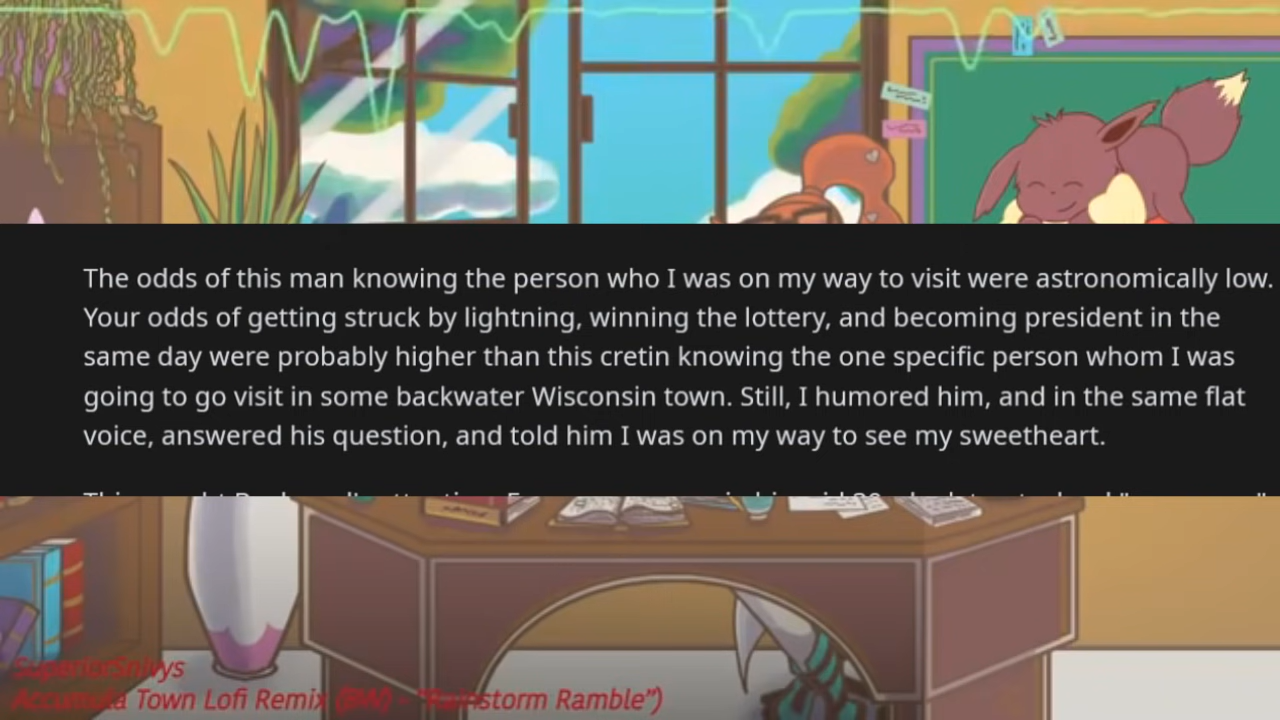 The odds of this man knowing the person who I was on my way to visit were astronomically low.
Your odds of getting struck by lightning, winning the lottery, and becoming president in the
same day were probably higher than this cretin knowing the one specific person whom I was
going to go visit in some backwater Wisconsin town. Still, I humored him, and in the same flat
voice, answered his question, and told him I was on my way to see my sweetheart.
SuperiorSnivys
Accumula Town Lofi Remix (BW) - "Rainstorm Ramble")